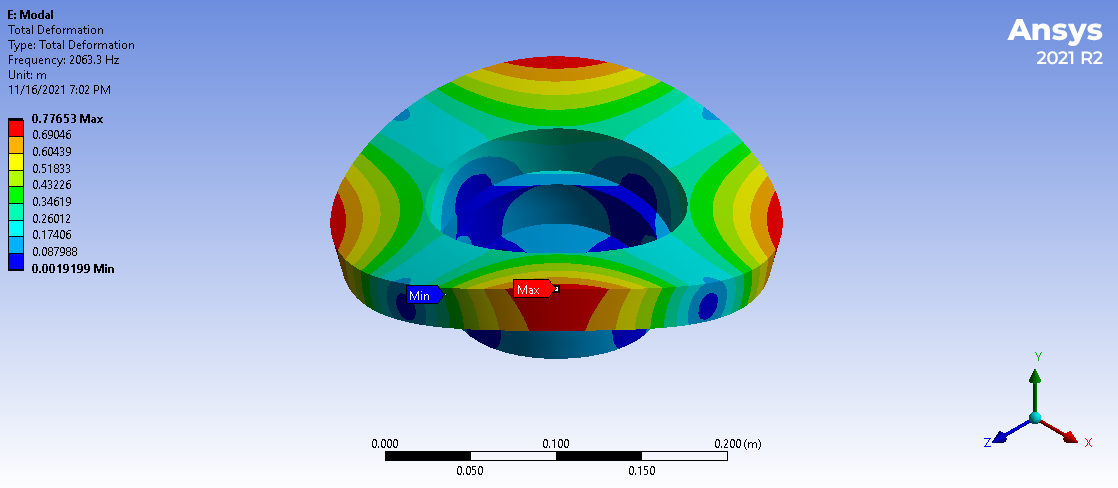 E: Modal
Total Deformation
Type: Total Deformation
Frequency: 2063.3 Hz
Unit: m
11/16/2021 7:02 PM
0.77653 Max
0.69046
0.60439
0.51833
0.43226
0.34619
0.26012
0.17406
0.087988
0.0019199 Min
Ansys
2021 R2
Min
Max
0.000
0.100
0.200 (m)
0.050
0.150
Y
Z
X